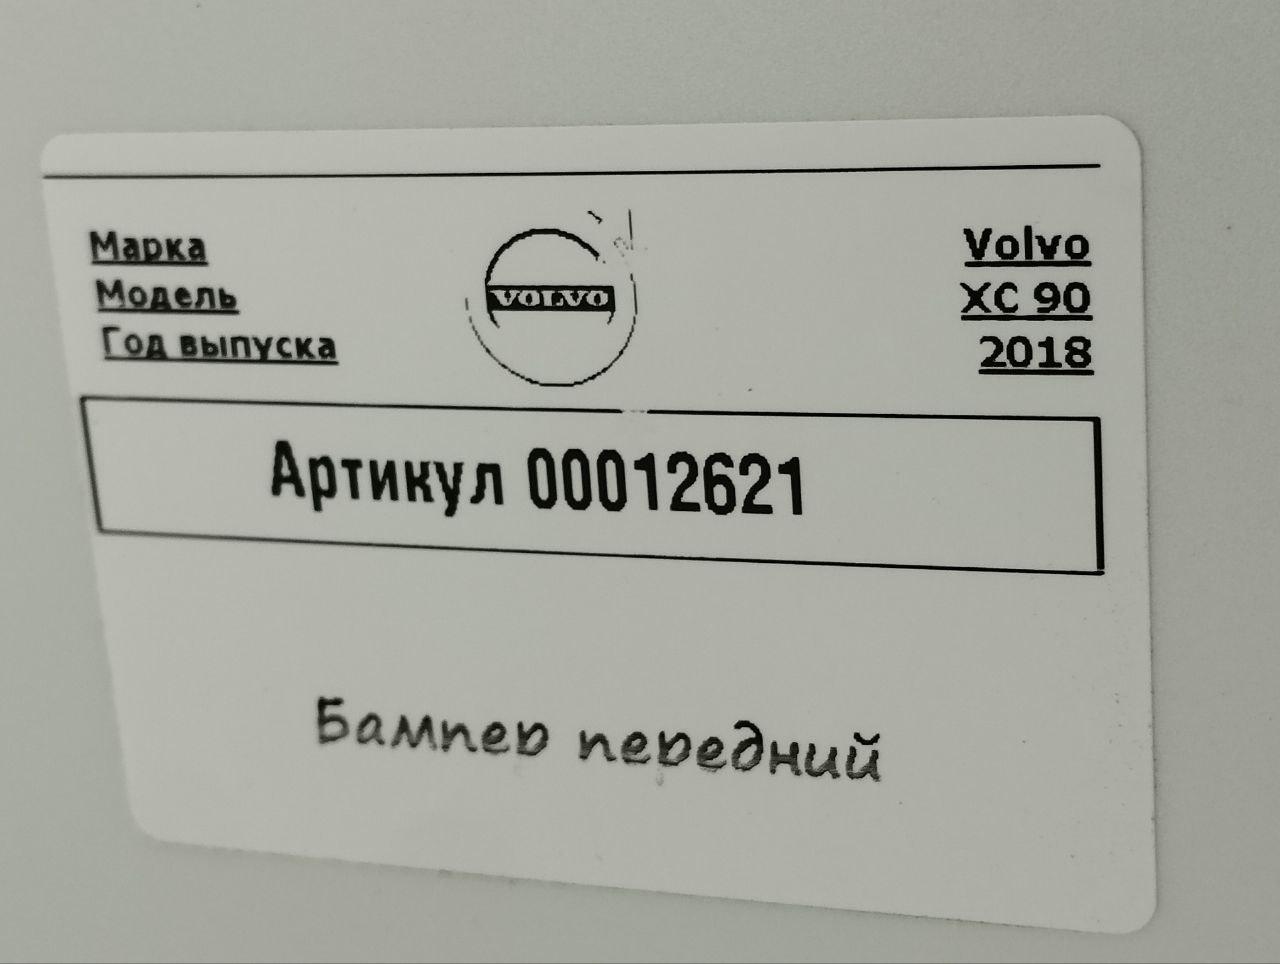 Марка Volvo
Модель XC 90
Год выпуска 2018
VOLVO
Артикул 00012621
Бампер передний